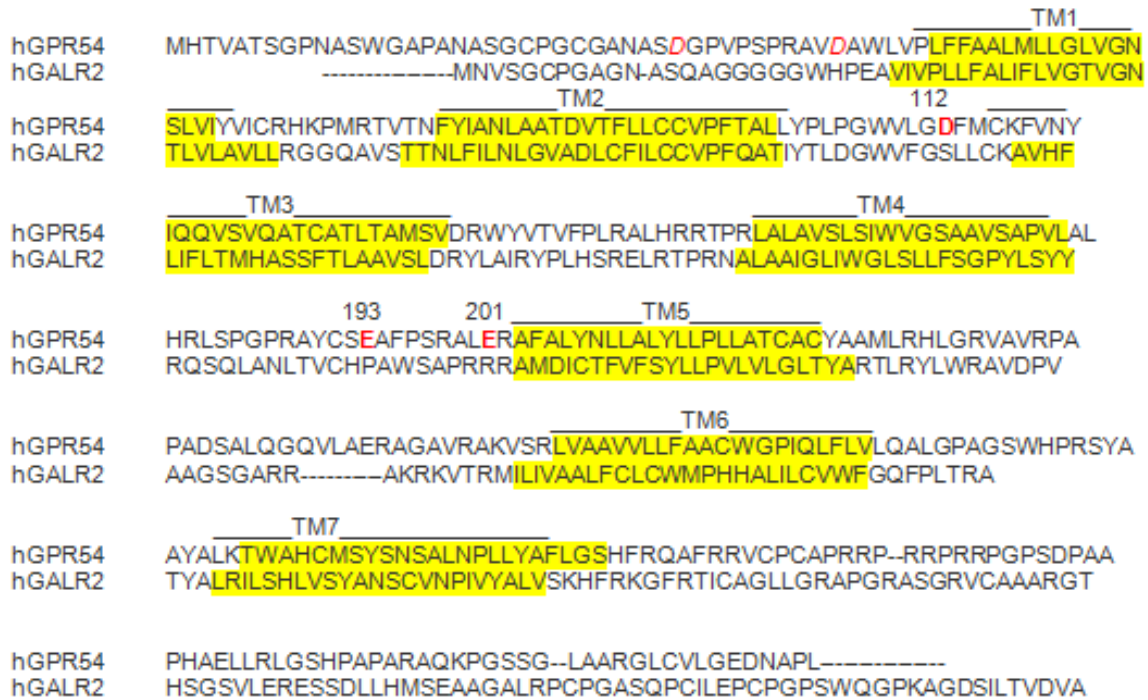 TM1
hGPR54 MHTVATSGPNASWGAPANASGCPGCGANASDGPVPSPRAVDAWLVPLFFAALMLLGLVGN
hGALR2 ----------------MNVSGCPGAGN-ASQAGGGGGWHPEAVIVPLLFALIFLVGTVGN
TM2 112
hGPR54 SLVIYVICRHKPMRTVTNFYIANLAATDVTFLLCCVPFTALLYPLPGWVLGDFMCKFVNY
hGALR2 TLVLAVLLRGGQAVSTTNLFILNLGVADLCFILCCVPFQATIYTLDGWVFGSLLCKAVHF
TM3 TM4
hGPR54 IQQVSVQATCATLTAMSVDRWYVTVFPLRALHRRTPRLALAVSLSIWVGSAAVSAPVLAL
hGALR2 LIFLTMHASSFTLAAVSLDRYLAIRYPLHSRELRTPRNALAAIGLIWGLSLLFSGPYLSYY
193 201 TM5
hGPR54 HRLSPGPRAYCSEAFPSRALERAFALYNLLALYLLPLLATCACYAAMLRHLGRVAVRPA
hGALR2 RQSQLANLTVCHPAWSAPRRRAMDICTFVFSYLLPVLVLGLTYARTLRYLWRAVDPV
TM6
hGPR54 PADSALQGQVLAERAGAVRAKVSRLVAAVVLLFAACWGPIQLFLVLQALGPAGSWHPRSYA
hGALR2 AAGSGARR----------AKRKVTRMILIVAALFCLCWMPHHALILCVWFGQFPLTRA
TM7
hGPR54 AYALKTWAHCMSYSNSALNPLLYAFLGSHFRQAFRRVCPCAPRRP--RRPRRPGPSDPAA
hGALR2 TYALRILSHLVSYANSCVNPIVYALVSKHFRKGFRTICAGLLGRAPGRASGRVCAAARGT
hGPR54 PHAELLRLGSHPAPARAQKPGSSG--LAARGLCVLGEDNAPL---------------
hGALR2 HSGSVLERESSDLLHMSEAAGALRPCPGASQPCILEPCPGPSWQGPKAGDSILTVDVA